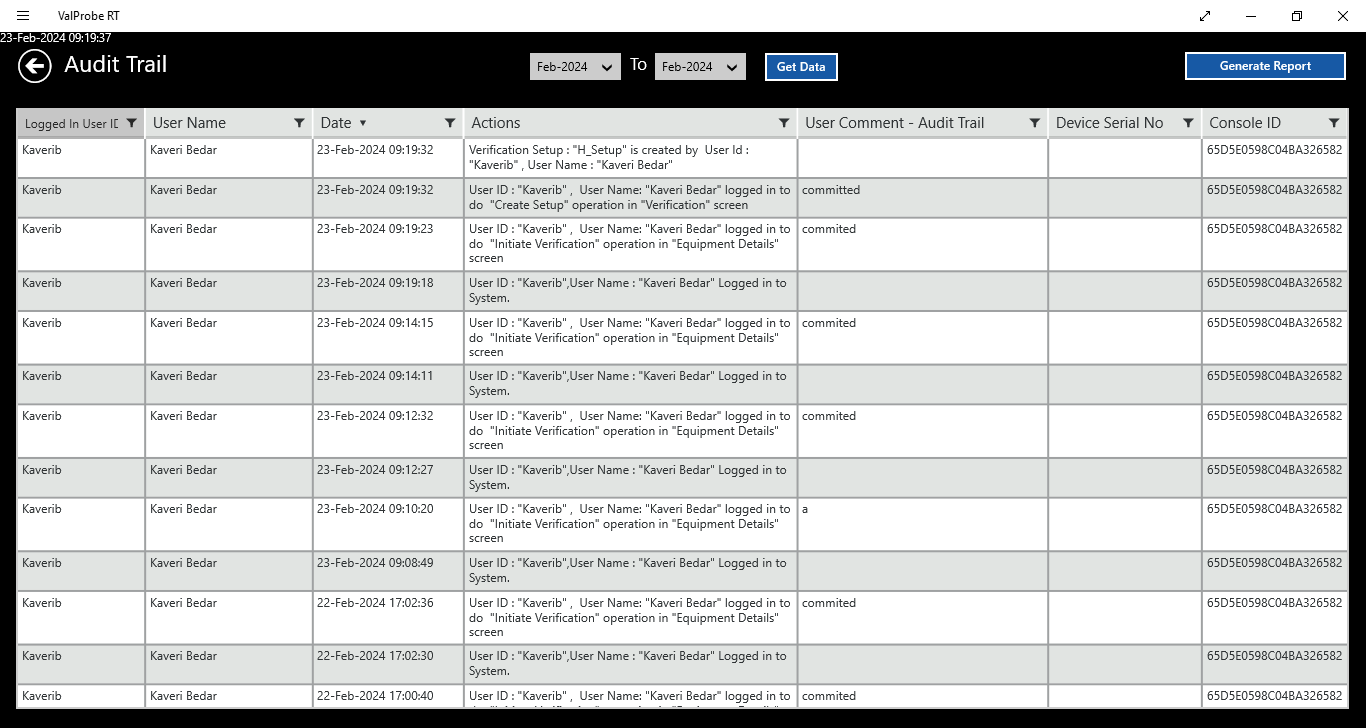 ValProbe RT
23-Feb-2024 09:19:37
Audit Trail
Feb-2024 To Feb-2024 Get Data Generate Report
Logged In User ID User Name Date Actions User Comment - Audit Trail Device Serial No Console ID
Kaverib Kaveri Bedar 23-Feb-2024 09:19:32 Verification Setup : "H_Setup" is created by  User Id : 65D5E0598C04BA326582
"Kaverib" , User Name : "Kaveri Bedar"
Kaverib Kaveri Bedar 23-Feb-2024 09:19:32 User ID : "Kaverib" ,  User Name: "Kaveri Bedar" logged in to committed 65D5E0598C04BA326582
do  "Create Setup" operation in "Verification" screen
Kaverib Kaveri Bedar 23-Feb-2024 09:19:23 User ID : "Kaverib" ,  User Name: "Kaveri Bedar" logged in to commited 65D5E0598C04BA326582
do  "Initiate Verification" operation in "Equipment Details"
screen
Kaverib Kaveri Bedar 23-Feb-2024 09:19:18 User ID : "Kaverib",User Name : "Kaveri Bedar" Logged in to 65D5E0598C04BA326582
System.
Kaverib Kaveri Bedar 23-Feb-2024 09:14:15 User ID : "Kaverib" ,  User Name: "Kaveri Bedar" logged in to commited 65D5E0598C04BA326582
do  "Initiate Verification" operation in "Equipment Details"
screen
Kaverib Kaveri Bedar 23-Feb-2024 09:14:11 User ID : "Kaverib",User Name : "Kaveri Bedar" Logged in to 65D5E0598C04BA326582
System.
Kaverib Kaveri Bedar 23-Feb-2024 09:12:32 User ID : "Kaverib" ,  User Name: "Kaveri Bedar" logged in to commited 65D5E0598C04BA326582
do  "Initiate Verification" operation in "Equipment Details"
screen
Kaverib Kaveri Bedar 23-Feb-2024 09:12:27 User ID : "Kaverib",User Name : "Kaveri Bedar" Logged in to 65D5E0598C04BA326582
System.
Kaverib Kaveri Bedar 23-Feb-2024 09:10:20 User ID : "Kaverib" ,  User Name: "Kaveri Bedar" logged in to a 65D5E0598C04BA326582
do  "Initiate Verification" operation in "Equipment Details"
screen
Kaverib Kaveri Bedar 23-Feb-2024 09:08:49 User ID : "Kaverib",User Name : "Kaveri Bedar" Logged in to 65D5E0598C04BA326582
System.
Kaverib Kaveri Bedar 22-Feb-2024 17:02:36 User ID : "Kaverib" ,  User Name: "Kaveri Bedar" logged in to commited 65D5E0598C04BA326582
do  "Initiate Verification" operation in "Equipment Details"
screen
Kaverib Kaveri Bedar 22-Feb-2024 17:02:30 User ID : "Kaverib",User Name : "Kaveri Bedar" Logged in to 65D5E0598C04BA326582
System.
Kaverib Kaveri Bedar 22-Feb-2024 17:00:40 User ID : "Kaverib" ,  User Name: "Kaveri Bedar" logged in to commited 65D5E0598C04BA326582